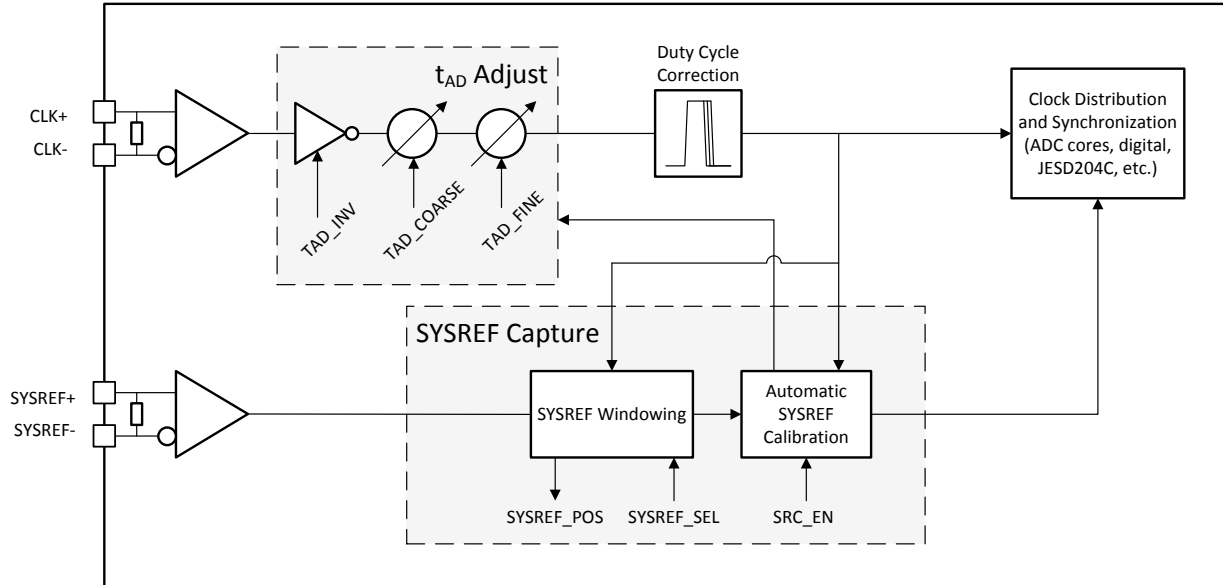 t_AD Adjust
Duty Cycle
Correction
Clock Distribution
and Synchronization
(ADC cores, digital,
JESD204C, etc.)
CLK+
CLK-
TAD_INV
TAD_COARSE
TAD_FINE
SYSREF Capture
SYSREF+
SYSREF-
SYSREF Windowing
Automatic
SYSREF
Calibration
SYSREF_POS
SYSREF_SEL
SRC_EN